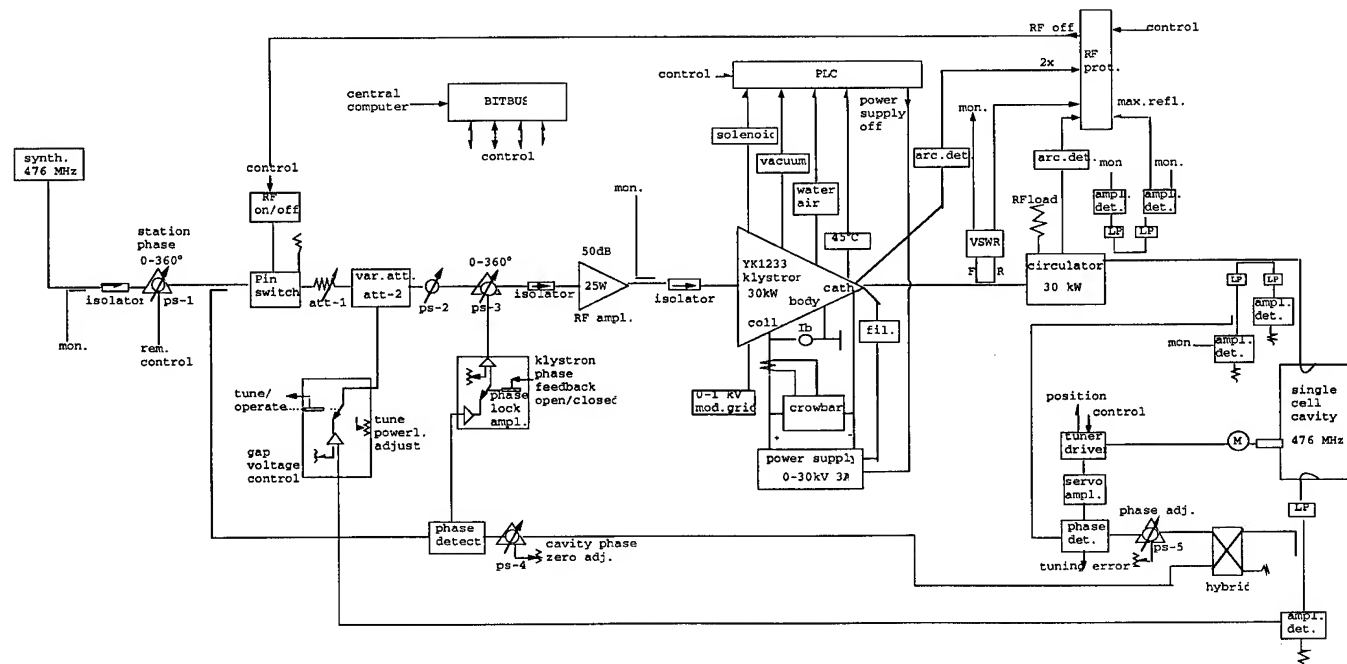 RF off
control
RF
prot.
2x
max.refl.
control
PLC
mon.
power
supply
off
central
computer
BITBUS
control
solenoid
vacuum
water
air
45°C
arc.det.
arc.det.
mon
mon.
ampl.
det.
ampl.
det.
LP
LP
synth.
476 MHz
control
RF
on/off
mon.
RFload
VSWR
F
R
station
phase
0-360°
isolator
ps-1
mon.
rem.
control
Pin
switch
att-1
var.att.
att-2
ps-2
0-360°
ps-3
isolator
50dB
25W
RF ampl.
isolator
YK1233
klystror
30kW
body
cath
coll
Ib
fil.
circulator
30 kW
LP
LP
ampl.
det.
mon
ampl.
det.
single
cell
cavity
476 MHz
klystron
phase
feedback
open/closed
phase
lock
ampl.
tune/
operate
tune
powerl.
adjust
gap
voltage
control
0-1 kV
mod.grid
crowbar
+
-
power supply
0-30kV 3A
position
control
tuner
driver
M
servo
ampl.
LP
phase
detect
ps-4
cavity phase
zero adj.
phase
det.
phase adj.
ps-5
tuning error
hybrid
ampl.
det.